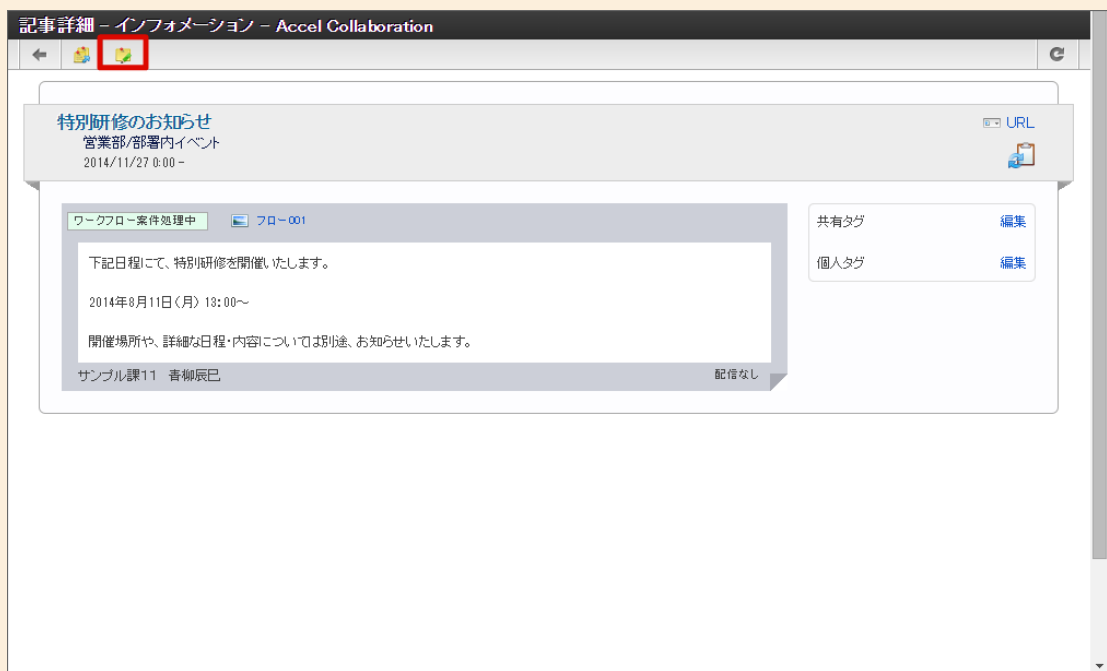 記事詳細 - インフォメーション - Accel Collaboration
特別研修のお知らせ
URL
営業部/部署内イベント
2014/11/27 0:00 -
ワークフロー案件処理中 フロー001
下記日程にて、特別研修を開催いたします。
2014年8月11日(月) 13:00～
開催場所や、詳細な日程・内容については別途、お知らせいたします。
サンプル課11 青柳辰巳 配信なし
共有タグ 編集
個人タグ 編集